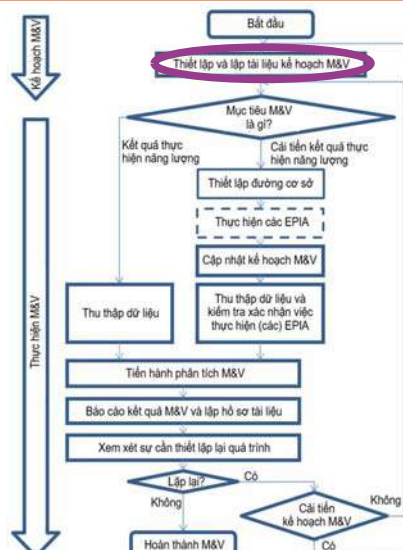 Kế hoạch M&V
Thực hiện M&V
Bắt đầu
Thiết lập và lập tài liệu kế hoạch M&V
Mục tiêu M&V
là gì?
Kết quả thực
hiện năng lượng
Cải tiến kết quả thực
hiện năng lượng
Thiết lập đường cơ sở
Thực hiện các EPIA
Cập nhật kế hoạch M&V
Thu thập dữ liệu
Thu thập dữ liệu và
kiểm tra xác nhận việc
thực hiện (các) EPIA
Tiến hành phân tích M&V
Báo cáo kết quả M&V và lập hồ sơ tài liệu
Xem xét sự cần thiết lập lại quá trình
Lặp lại?
Có
Không
Cải tiến
kế hoạch M&V
Không
Có
Hoàn thành M&V